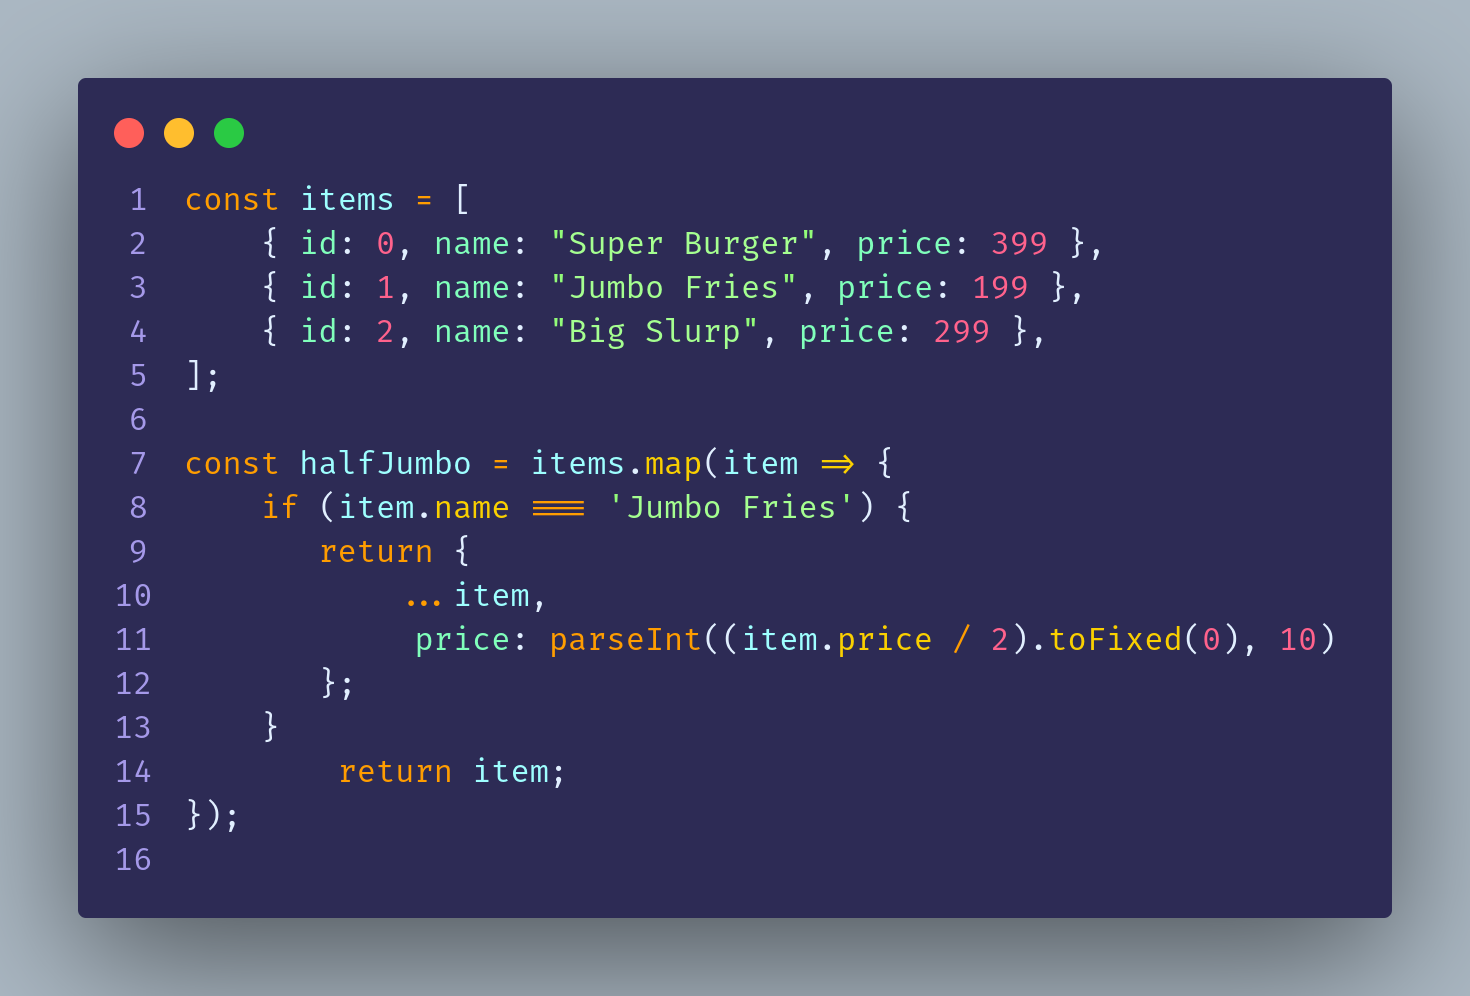 1 const items = [
2     { id: 0, name: "Super Burger", price: 399 },
3     { id: 1, name: "Jumbo Fries", price: 199 },
4     { id: 2, name: "Big Slurp", price: 299 },
5 ];
6
7 const halfJumbo = items.map(item => {
8     if (item.name === 'Jumbo Fries') {
9        return {
10             ...item,
11             price: parseInt((item.price / 2).toFixed(0), 10)
12        };
13     }
14         return item;
15 });
16